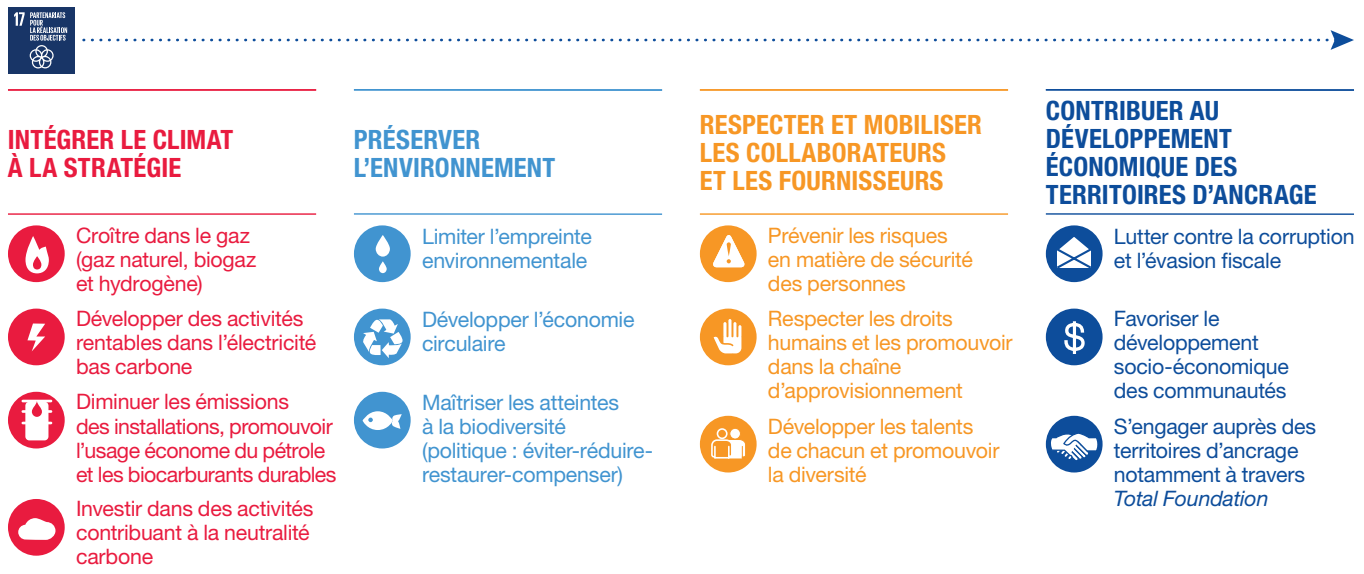 17 PARTENARIATS
POUR
LA RÉALISATION
DES OBJECTIFS
INTÉGRER LE CLIMAT
À LA STRATÉGIE
Croître dans le gaz
(gaz naturel, biogaz
et hydrogène)
Développer des activités
rentables dans l’électricité
bas carbone
Diminuer les émissions
des installations, promouvoir
l’usage économe du pétrole
et les biocarburants durables
Investir dans des activités
contribuant à la neutralité
carbone
PRÉSERVER
L’ENVIRONNEMENT
Limiter l’empreinte
environnementale
Développer l’économie
circulaire
Maîtriser les atteintes
à la biodiversité
(politique : éviter-réduire-
restaurer-compenser)
RESPECTER ET MOBILISER
LES COLLABORATEURS
ET LES FOURNISSEURS
Prévenir les risques
en matière de sécurité
des personnes
Respecter les droits
humains et les promouvoir
dans la chaîne
d’approvisionnement
Développer les talents
de chacun et promouvoir
la diversité
CONTRIBUER AU
DÉVELOPPEMENT
ÉCONOMIQUE DES
TERRITOIRES D’ANCRAGE
Lutter contre la corruption
et l’évasion fiscale
$
Favoriser le
développement
socio-économique
des communautés
S’engager auprès des
territoires d’ancrage
notamment à travers
Total Foundation